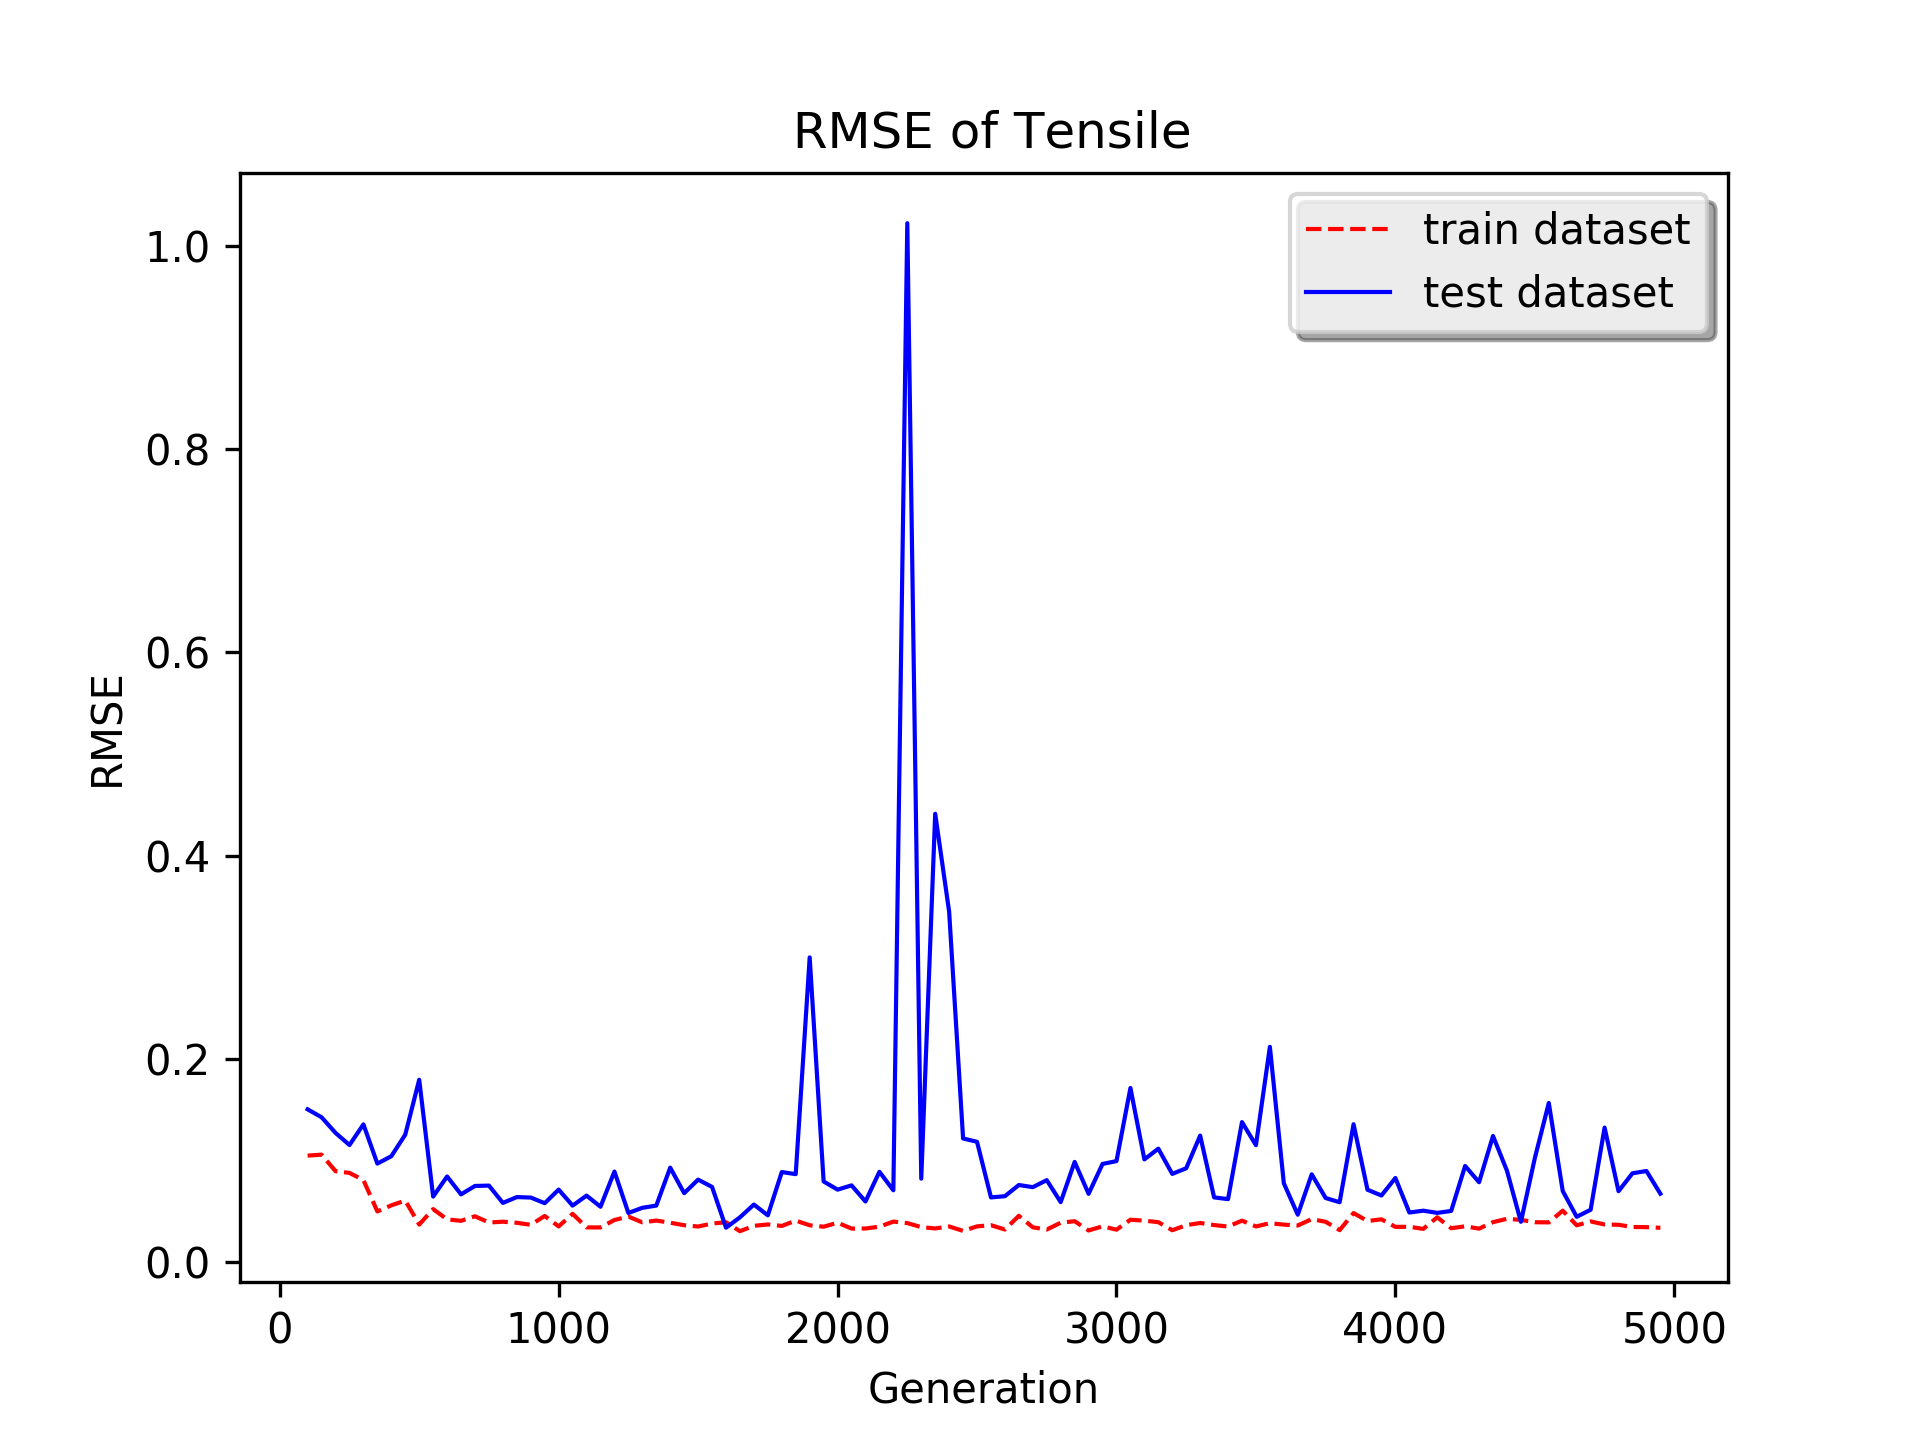 RMSE of Tensile
train dataset
test dataset
1.0
0.8
0.6
0.4
0.2
0.0
RMSE
0 1000 2000 3000 4000 5000
Generation